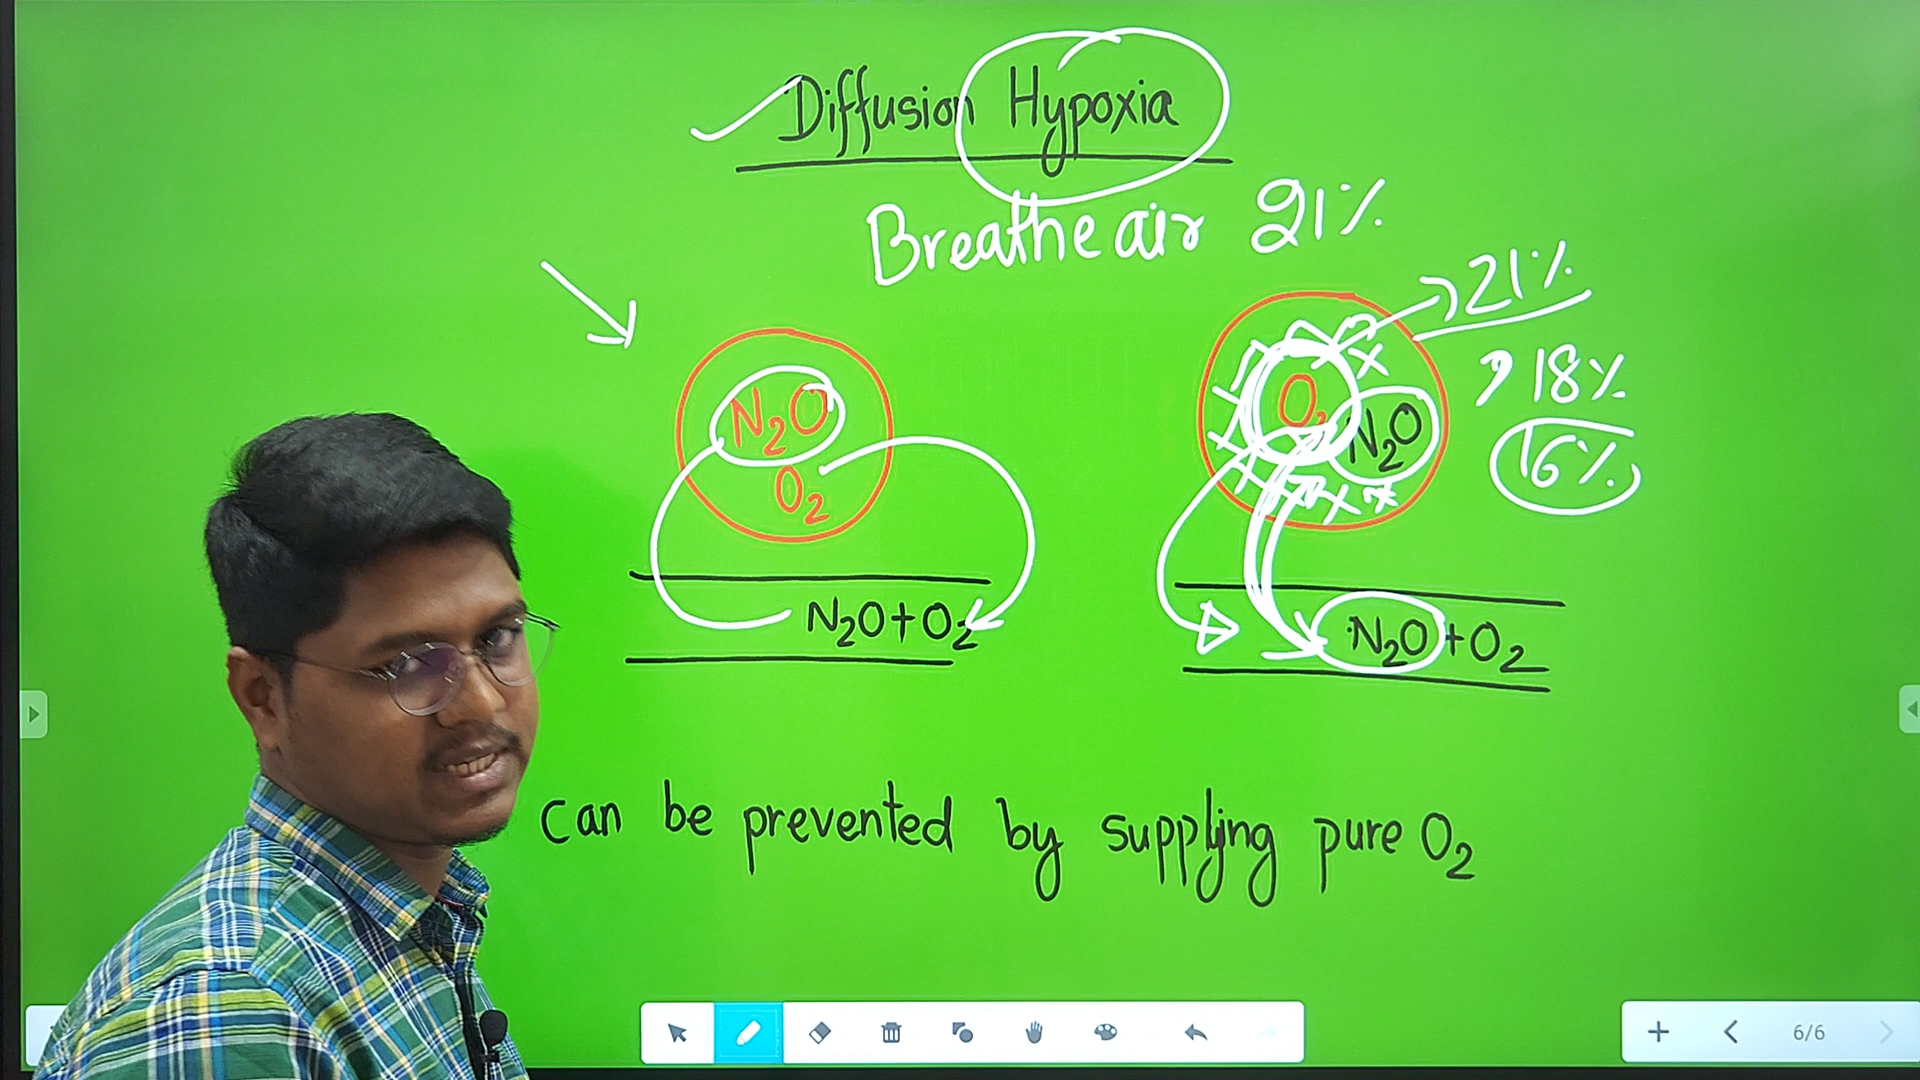 Diffusion Hypoxia
Breathe air 21%
21%
18%
16%
N2O
O2
O2
N2O
N2O+O2
N2O+O2
can be prevented by supplying pure O2
6/6